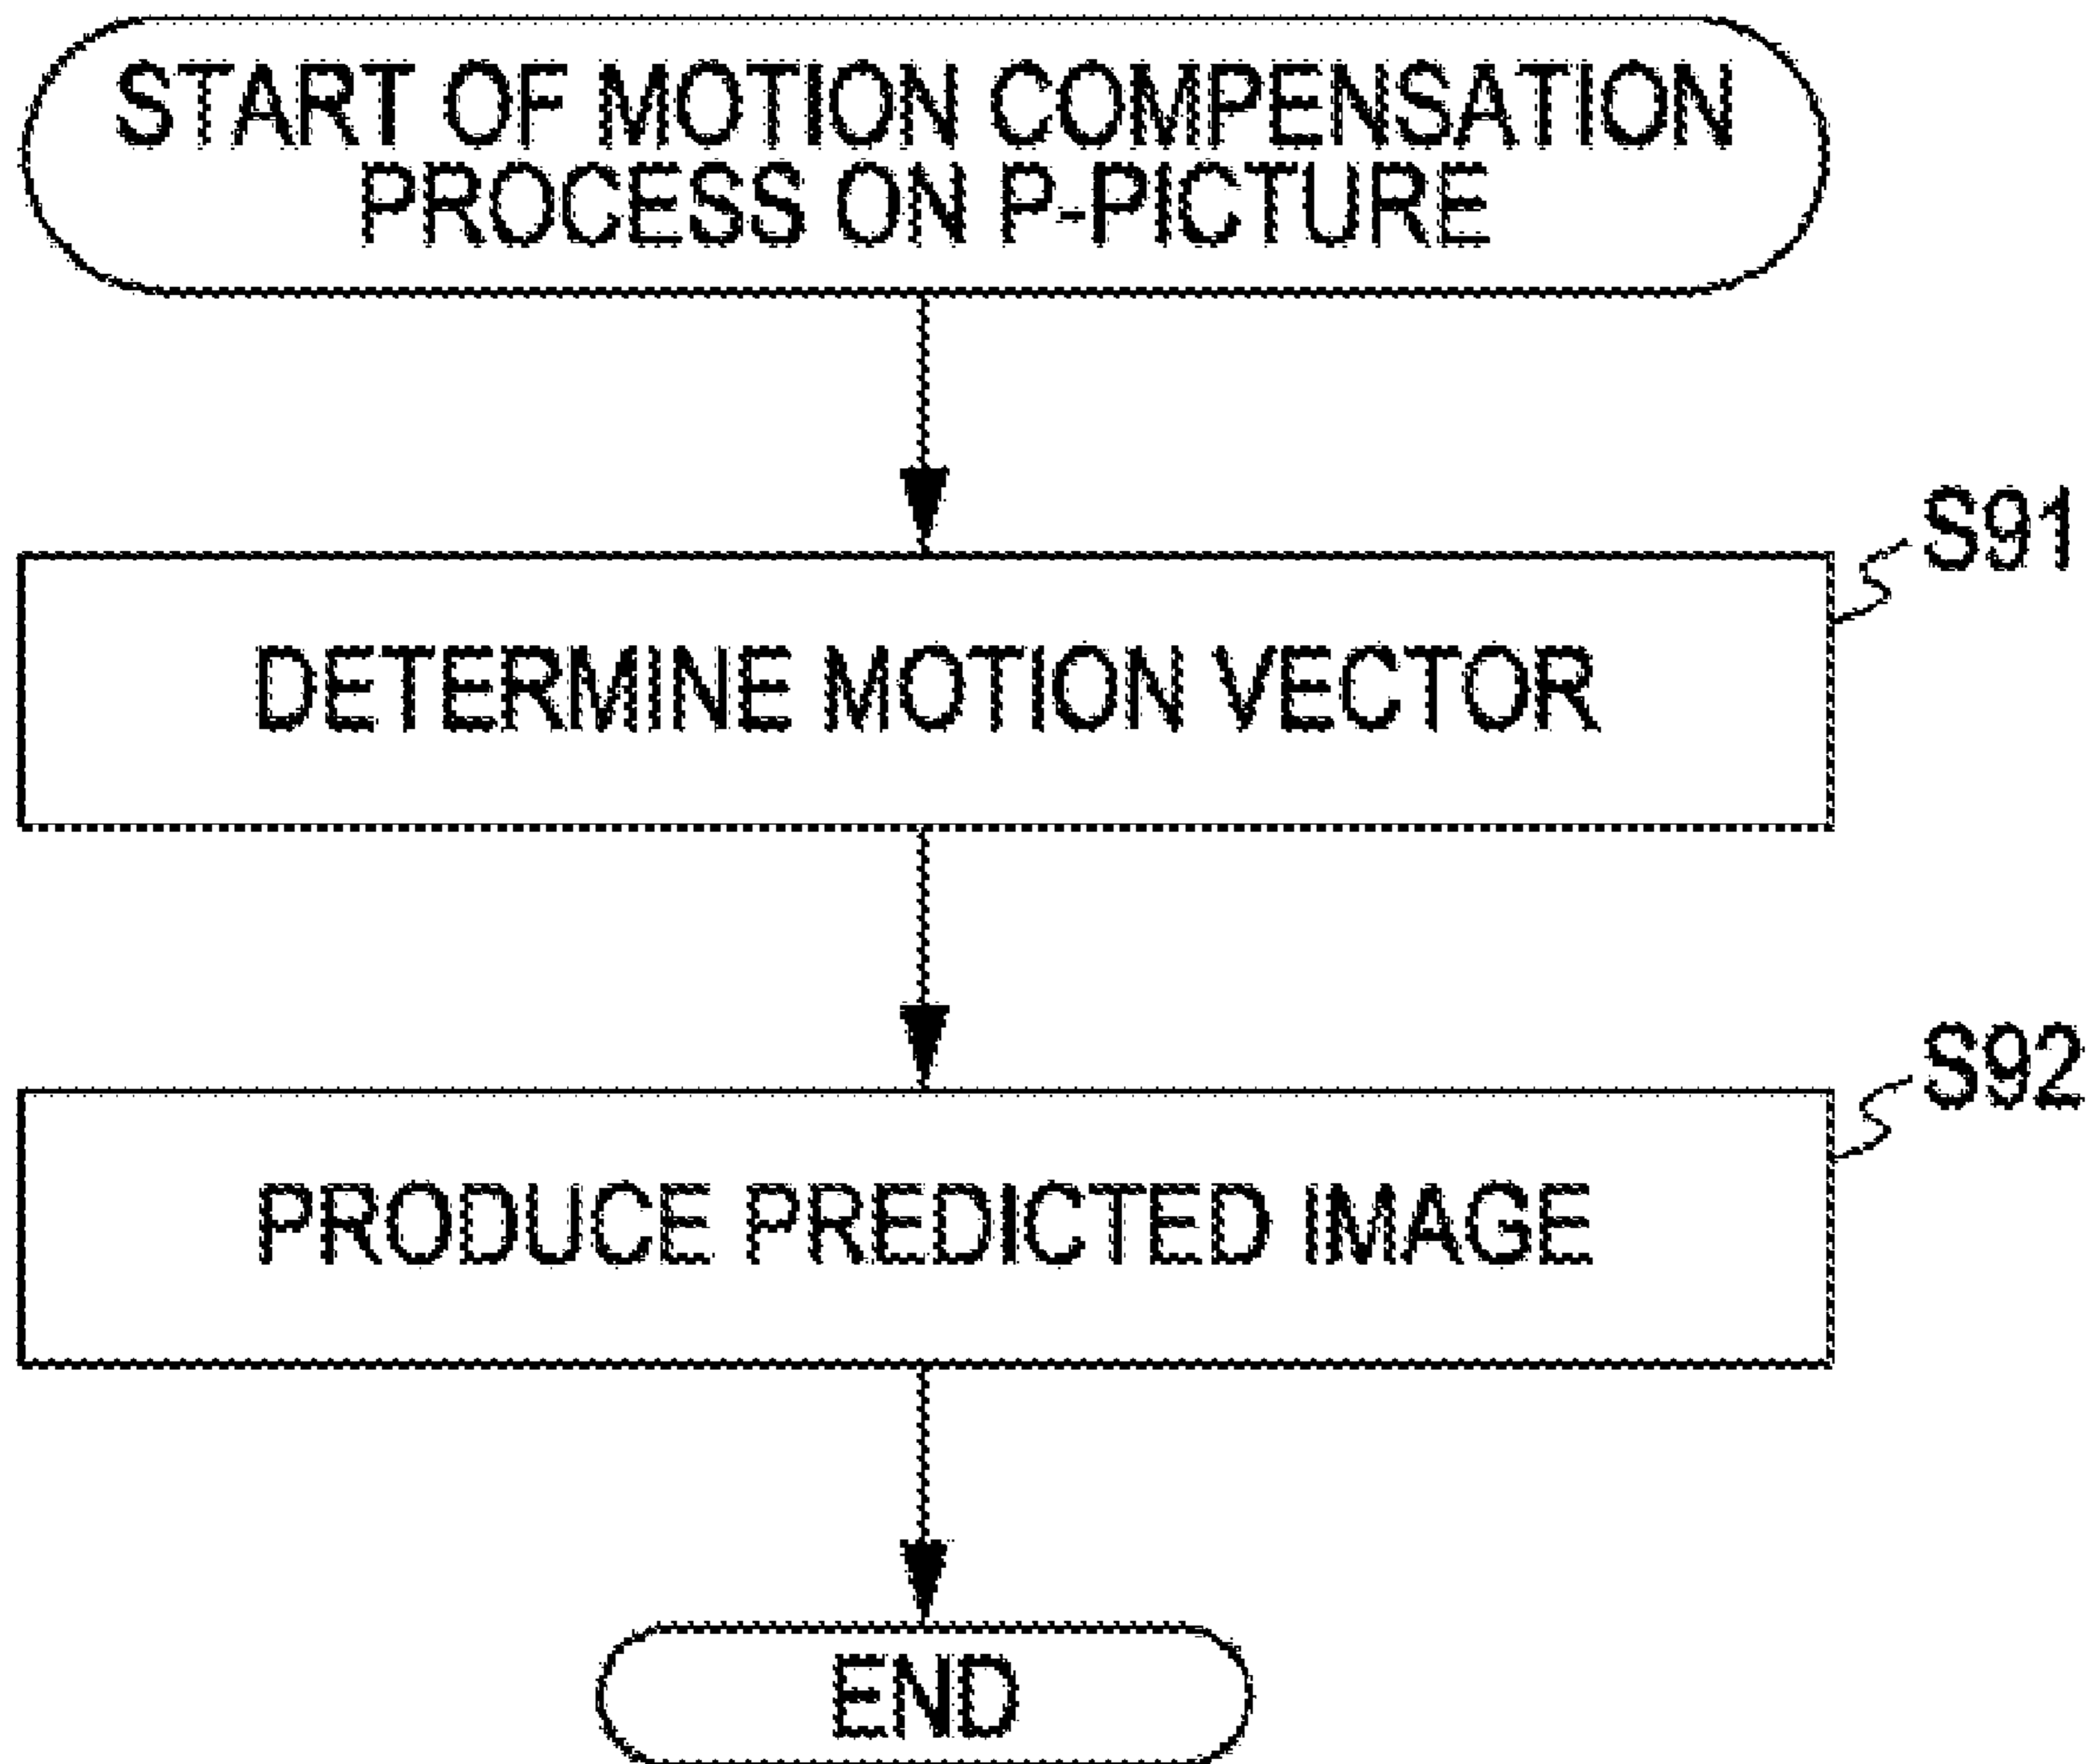 START OF MOTION COMPENSATION
PROCESS ON P-PICTURE
S91
DETERMINE MOTION VECTOR
S92
PRODUCE PREDICTED IMAGE
END